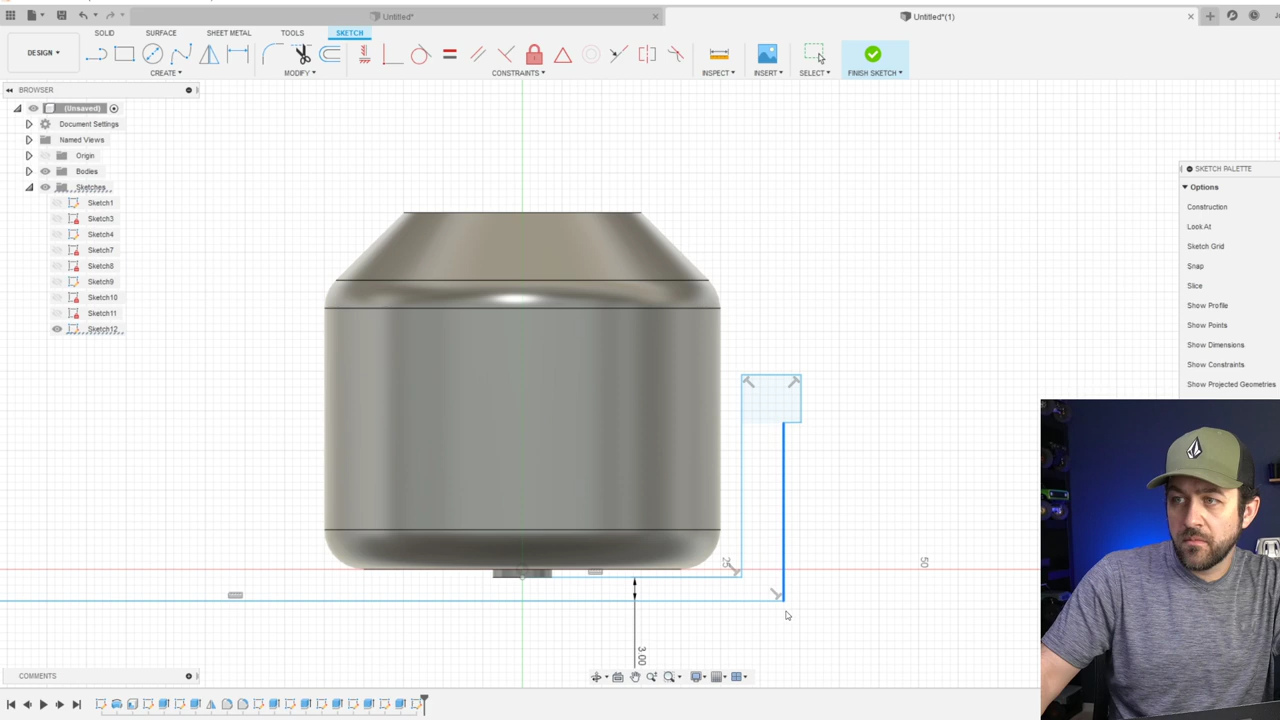 Untitled*
Untitled*(1)
DESIGN
SOLID
SURFACE
SHEET METAL
TOOLS
SKETCH
CREATE
MODIFY
CONSTRAINTS
INSPECT
INSERT
SELECT
FINISH SKETCH
BROWSER
(Unsaved)
Document Settings
Named Views
Origin
Bodies
Sketches
Sketch1
Sketch3
Sketch4
Sketch7
Sketch8
Sketch9
Sketch10
Sketch11
Sketch12
25
50
3.00
SKETCH PALETTE
Options
Construction
Look At
Sketch Grid
Snap
Slice
Show Profile
Show Points
Show Dimensions
Show Constraints
Show Projected Geometries
COMMENTS